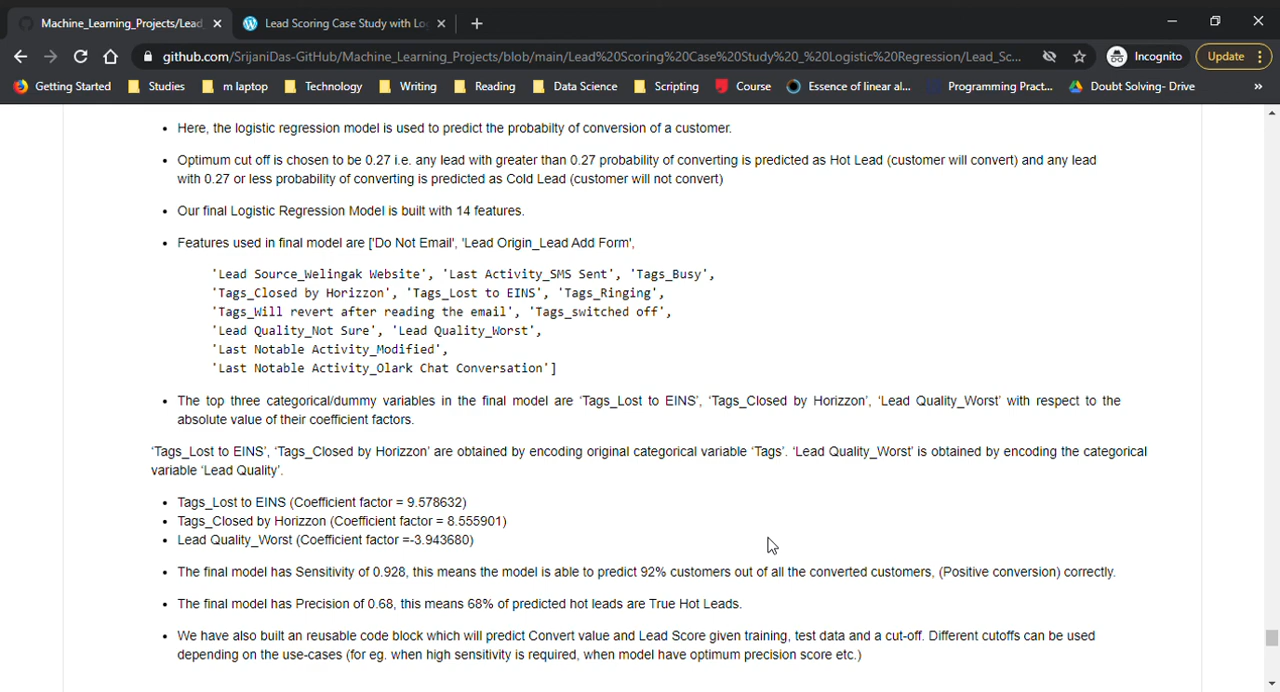 Machine_Learning_Projects/Lead
Lead Scoring Case Study with Lo
github.com/SrijaniDas-GitHub/Machine_Learning_Projects/blob/main/Lead%20Scoring%20Case%20Study%20_%20Logistic%20Regression/Lead_Sc...
Incognito
Update
Getting Started
Studies
m laptop
Technology
Writing
Reading
Data Science
Scripting
Course
Essence of linear al...
Programming Pract...
Doubt Solving- Drive
»
• Here, the logistic regression model is used to predict the probabilty of conversion of a customer.
• Optimum cut off is chosen to be 0.27 i.e. any lead with greater than 0.27 probability of converting is predicted as Hot Lead (customer will convert) and any lead
with 0.27 or less probability of converting is predicted as Cold Lead (customer will not convert)
• Our final Logistic Regression Model is built with 14 features.
• Features used in final model are ['Do Not Email', 'Lead Origin_Lead Add Form',
'Lead Source_Welingak Website', 'Last Activity_SMS Sent', 'Tags_Busy',
'Tags_Closed by Horizzon', 'Tags_Lost to EINS', 'Tags_Ringing',
'Tags_Will revert after reading the email', 'Tags_switched off',
'Lead Quality_Not Sure', 'Lead Quality_Worst',
'Last Notable Activity_Modified',
'Last Notable Activity_Olark Chat Conversation']
• The top three categorical/dummy variables in the final model are ‘Tags_Lost to EINS’, ‘Tags_Closed by Horizzon’, ‘Lead Quality_Worst’ with respect to the
absolute value of their coefficient factors.
‘Tags_Lost to EINS’, ‘Tags_Closed by Horizzon’ are obtained by encoding original categorical variable ‘Tags’. ‘Lead Quality_Worst’ is obtained by encoding the categorical
variable ‘Lead Quality’.
• Tags_Lost to EINS (Coefficient factor = 9.578632)
• Tags_Closed by Horizzon (Coefficient factor = 8.555901)
• Lead Quality_Worst (Coefficient factor =-3.943680)
• The final model has Sensitivity of 0.928, this means the model is able to predict 92% customers out of all the converted customers, (Positive conversion) correctly.
• The final model has Precision of 0.68, this means 68% of predicted hot leads are True Hot Leads.
• We have also built an reusable code block which will predict Convert value and Lead Score given training, test data and a cut-off. Different cutoffs can be used
depending on the use-cases (for eg. when high sensitivity is required, when model have optimum precision score etc.)